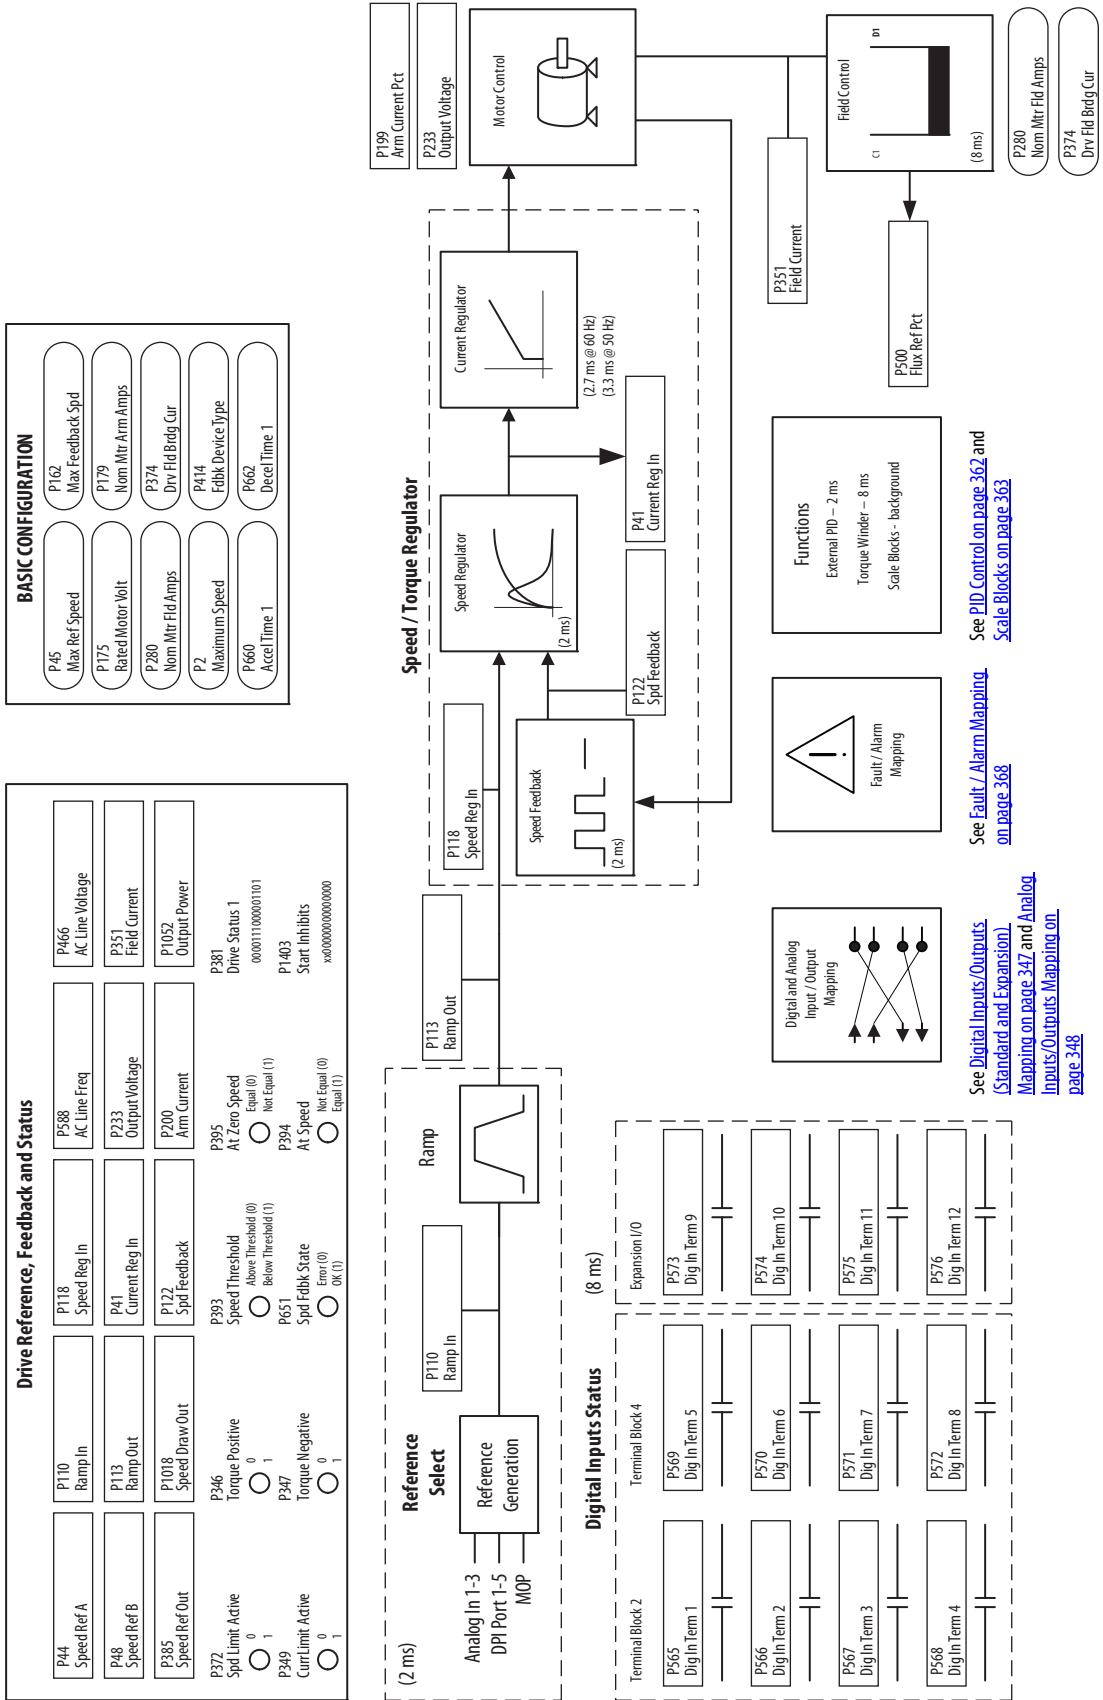 Drive Reference, Feedback and Status
P44
Speed Ref A
P110
Ramp In
P118
Speed Reg In
P588
AC Line Freq
P466
AC Line Voltage
P48
Speed Ref B
P113
Ramp Out
P41
Current Reg In
P233
Output Voltage
P351
Field Current
P385
Speed Ref Out
P1018
Speed Draw Out
P122
Spd Feedback
P200
Arm Current
P1052
Output Power
P372
Spd Limit Active
0
1
P346
Torque Positive
0
1
P393
Speed Threshold
Above Threshold (0)
Below Threshold (1)
P395
At Zero Speed
Equal (0)
Not Equal (1)
P381
Drive Status 1
0000111000001101
P349
CurrLimit Active
0
1
P347
Torque Negative
0
1
P651
Spd Fdbk State
Error (0)
OK (1)
P394
At Speed
Not Equal (0)
Equal (1)
P1403
Start Inhibits
xx00000000000000
BASIC CONFIGURATION
P45
Max Ref Speed
P162
Max Feedback Spd
P175
Rated Motor Volt
P179
Nom Mtr Arm Amps
P280
Nom Mtr Fld Amps
P374
Drv Fld Brdg Cur
P2
Maximum Speed
P414
Fdbk Device Type
P660
Accel Time 1
P662
Decel Time 1
(2 ms)
Reference
Select
Analog In 1-3
DPI Port 1-5
MOP
Reference
Generation
P110
Ramp In
Ramp
P113
Ramp Out
Speed / Torque Regulator
P118
Speed Reg In
Speed Feedback
(2 ms)
P122
Spd Feedback
Speed Regulator
(2 ms)
P41
Current Reg In
Current Regulator
(2.7 ms @ 60 Hz)
(3.3 ms @ 50 Hz)
P199
Arm Current Pct
P233
Output Voltage
Motor Control
P351
Field Current
Field Control
C1
D1
(8 ms)
P500
Flux Ref Pct
P280
Nom Mtr Fld Amps
P374
Drv Fld Brdg Cur
Digital Inputs Status
(8 ms)
Terminal Block 2
Terminal Block 4
Expansion I/O
P565
Dig In Term 1
P569
Dig In Term 5
P573
Dig In Term 9
P566
Dig In Term 2
P570
Dig In Term 6
P574
Dig In Term 10
P567
Dig In Term 3
P571
Dig In Term 7
P575
Dig In Term 11
P568
Dig In Term 4
P572
Dig In Term 8
P576
Dig In Term 12
Digtal and Analog
Input / Output
Mapping
See Digital Inputs/Outputs
(Standard and Expansion)
Mapping on page 347 and Analog
Inputs/Outputs Mapping on
page 348
!
Fault / Alarm
Mapping
See Fault / Alarm Mapping
on page 368
Functions
External PID – 2 ms
Torque Winder – 8 ms
Scale Blocks - background
See PID Control on page 362 and
Scale Blocks on page 363